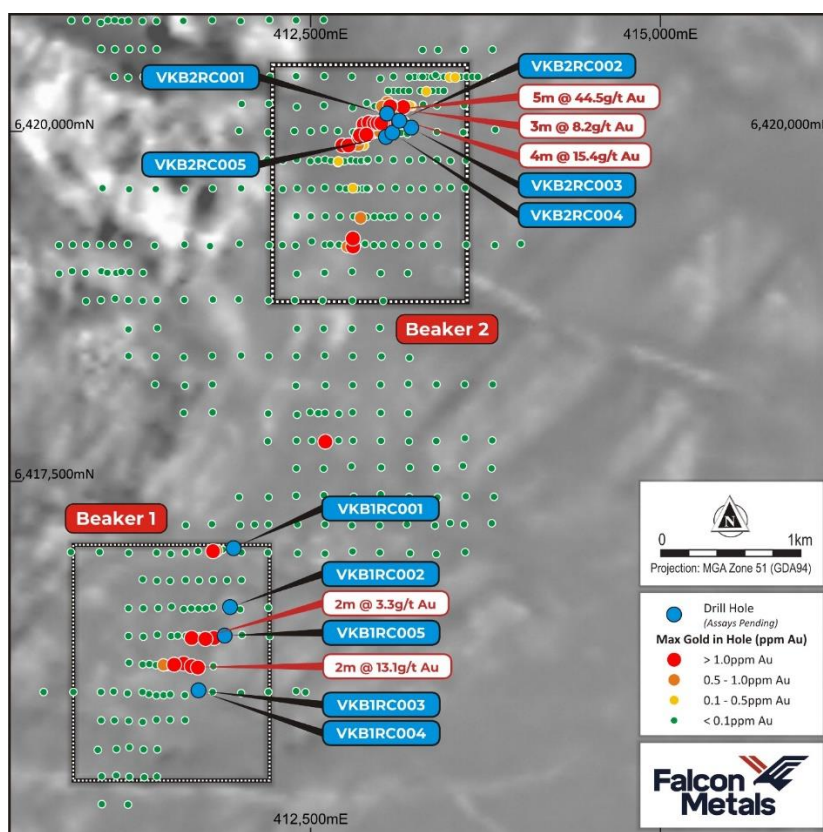 412,500mE
415,000mE
VKB2RC001
VKB2RC002
5m @ 44.5g/t Au
3m @ 8.2g/t Au
6,420,000mN
6,420,000mN
4m @ 15.4g/t Au
VKB2RC005
VKB2RC003
VKB2RC004
Beaker 2
6,417,500mN
Beaker 1
VKB1RC001
VKB1RC002
2m @ 3.3g/t Au
VKB1RC005
2m @ 13.1g/t Au
VKB1RC003
VKB1RC004
412,500mE
N
0 1km
Projection: MGA Zone 51 (GDA94)
Drill Hole
(Assays Pending)
Max Gold in Hole (ppm Au)
> 1.0ppm Au
0.5 - 1.0ppm Au
0.1 - 0.5ppm Au
< 0.1ppm Au
Falcon
Metals